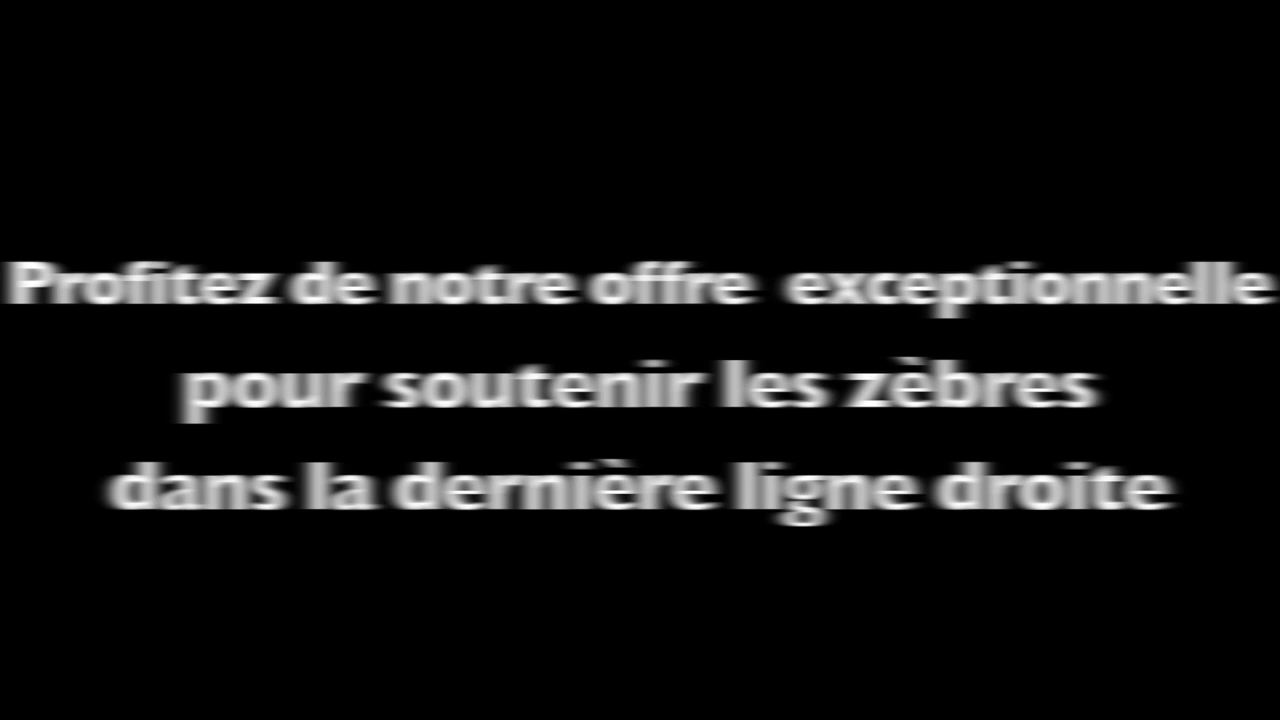 Profitez de notre offre exceptionnelle
pour soutenir les zèbres
dans la dernière ligne droite